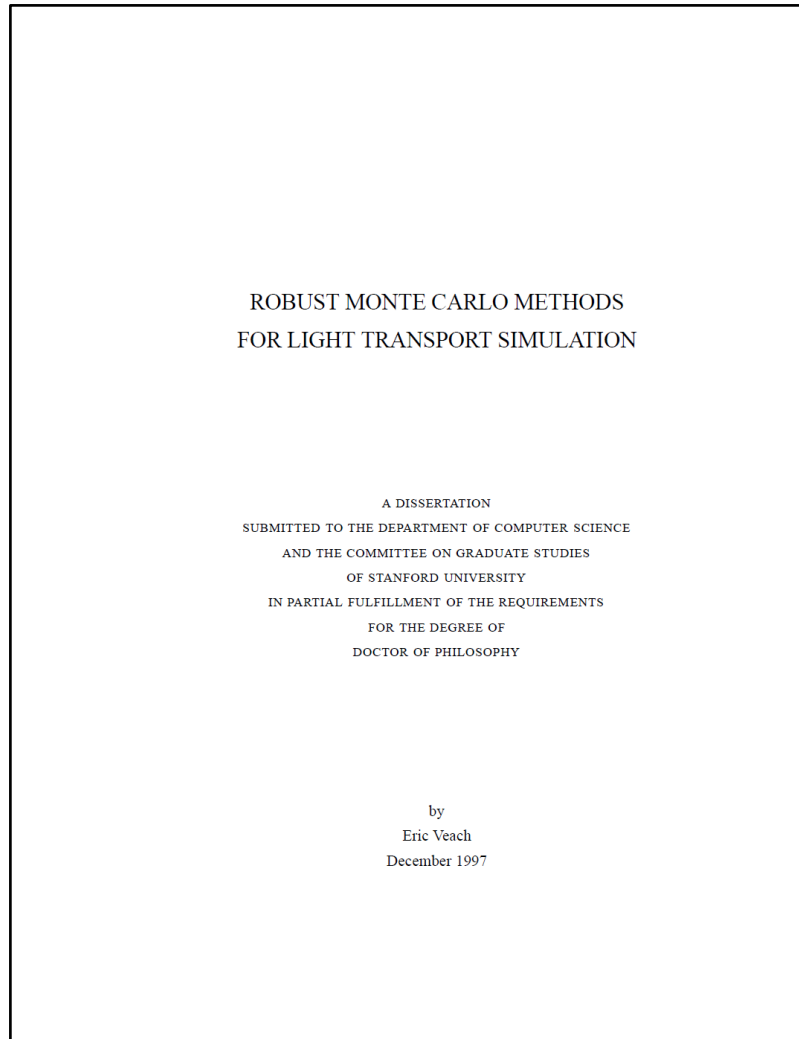 ROBUST MONTE CARLO METHODS
FOR LIGHT TRANSPORT SIMULATION
A DISSERTATION
SUBMITTED TO THE DEPARTMENT OF COMPUTER SCIENCE
AND THE COMMITTEE ON GRADUATE STUDIES
OF STANFORD UNIVERSITY
IN PARTIAL FULFILLMENT OF THE REQUIREMENTS
FOR THE DEGREE OF
DOCTOR OF PHILOSOPHY
by
Eric Veach
December 1997